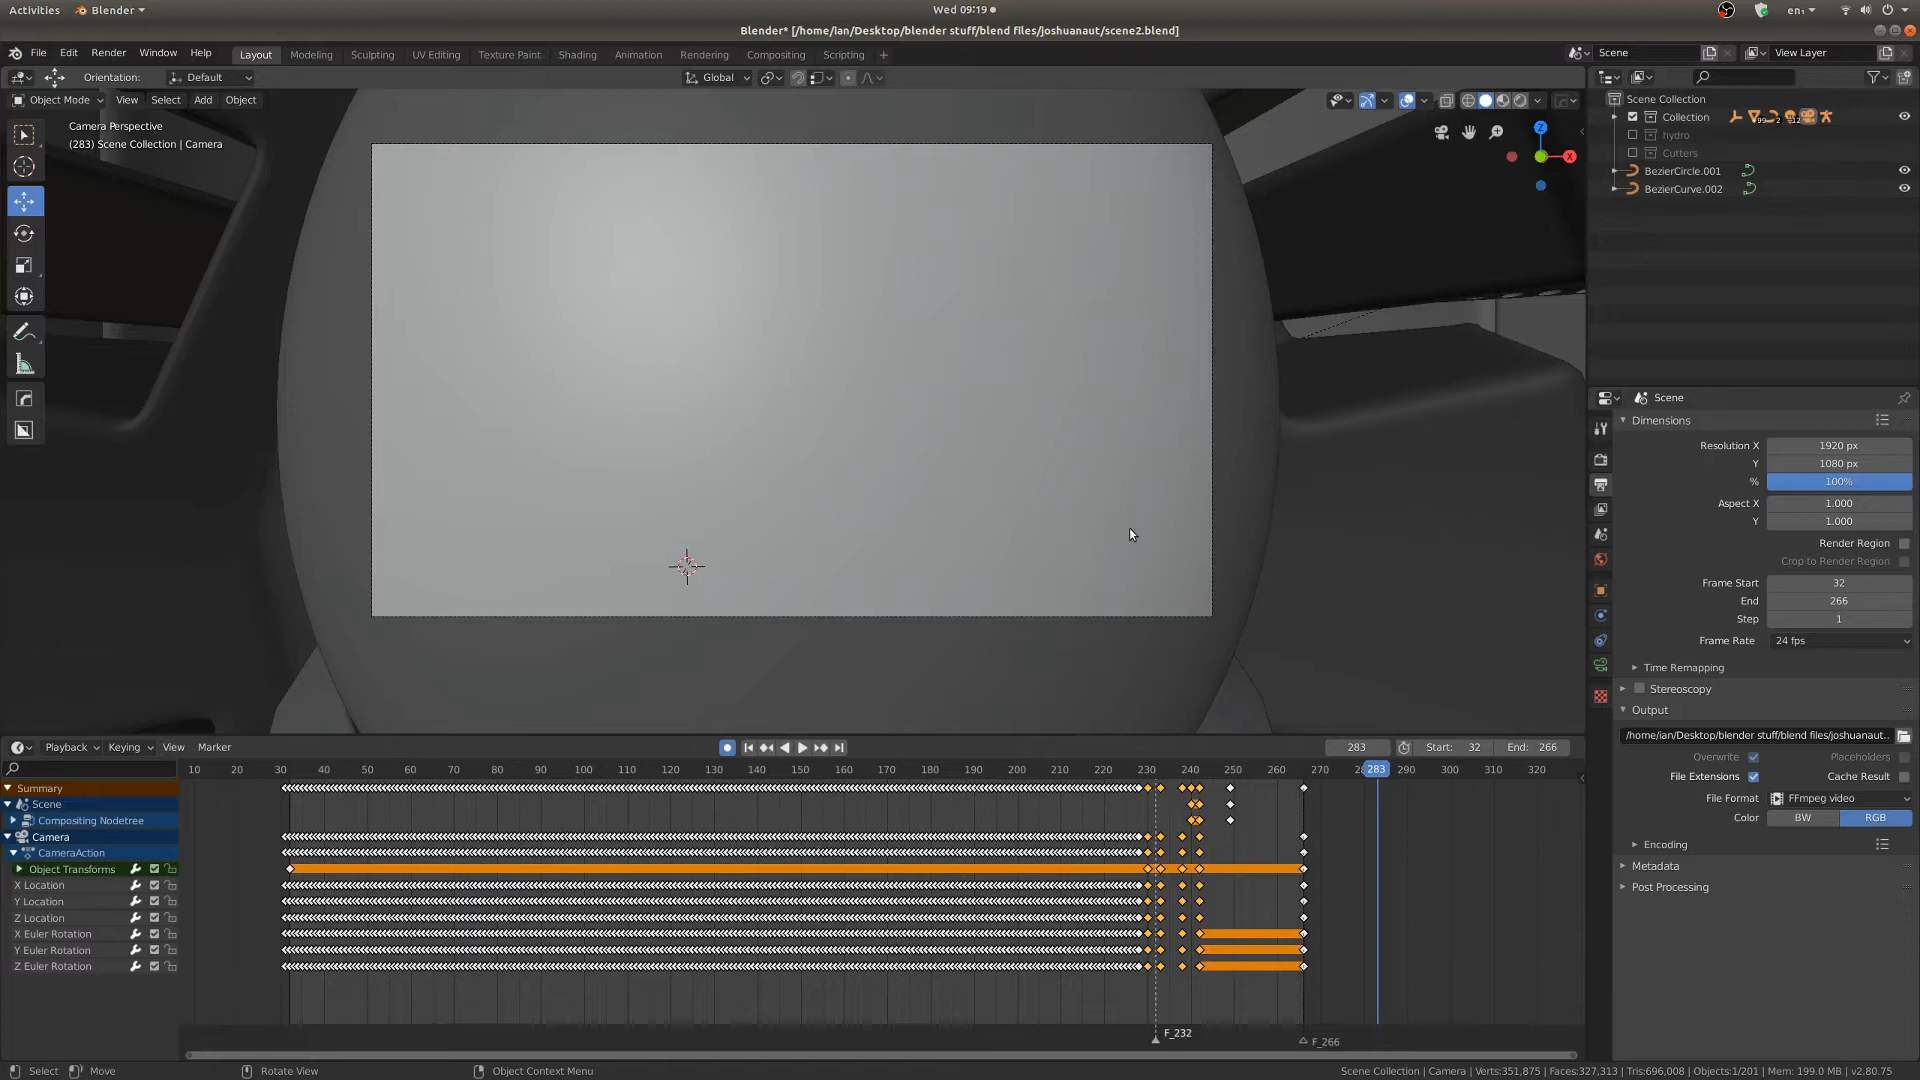 Activities Blender Wed 09:19 en₁
Blender* [/home/ian/Desktop/blender stuff/blend files/joshuanaut/scene2.blend]
File Edit Render Window Help Layout Modeling Sculpting UV Editing Texture Paint Shading Animation Rendering Compositing Scripting + Scene View Layer
Orientation: Default Global
Object Mode View Select Add Object
Camera Perspective
(283) Scene Collection | Camera
Z
X
Scene Collection
Collection
hydro
Cutters
BezierCircle.001
BezierCurve.002
Scene
Dimensions
Resolution X 1920 px
Y 1080 px
% 100%
Aspect X 1.000
Y 1.000
Render Region
Crop to Render Region
Frame Start 32
End 266
Step 1
Frame Rate 24 fps
Time Remapping
Stereoscopy
Output
/home/ian/Desktop/blender stuff/blend files/joshuanaut..
Overwrite Placeholders
File Extensions Cache Result
File Format FFmpeg video
Color BW RGB
Encoding
Metadata
Post Processing
Playback Keying View Marker 283 Start: 32 End: 266
10 20 30 40 50 60 70 80 90 100 110 120 130 140 150 160 170 180 190 200 210 220 230 240 250 260 270 283 290 300 310 320
Summary
Scene
Compositing Nodetree
Camera
CameraAction
Object Transforms
X Location
Y Location
Z Location
X Euler Rotation
Y Euler Rotation
Z Euler Rotation
F_232
F_266
Select Move Rotate View Object Context Menu Scene Collection | Camera | Verts:351,875 | Faces:327,313 | Tris:696,008 | Objects:1/201 | Mem: 199.0 MB | v2.80.75